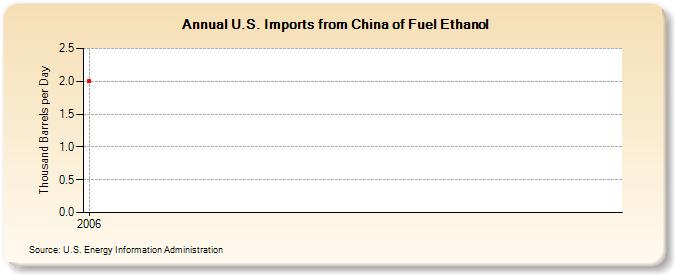 Annual U.S. Imports from China of Fuel Ethanol
Thousand Barrels per Day
2.5
2.0
1.5
1.0
0.5
0.0
2006
Source: U.S. Energy Information Administration